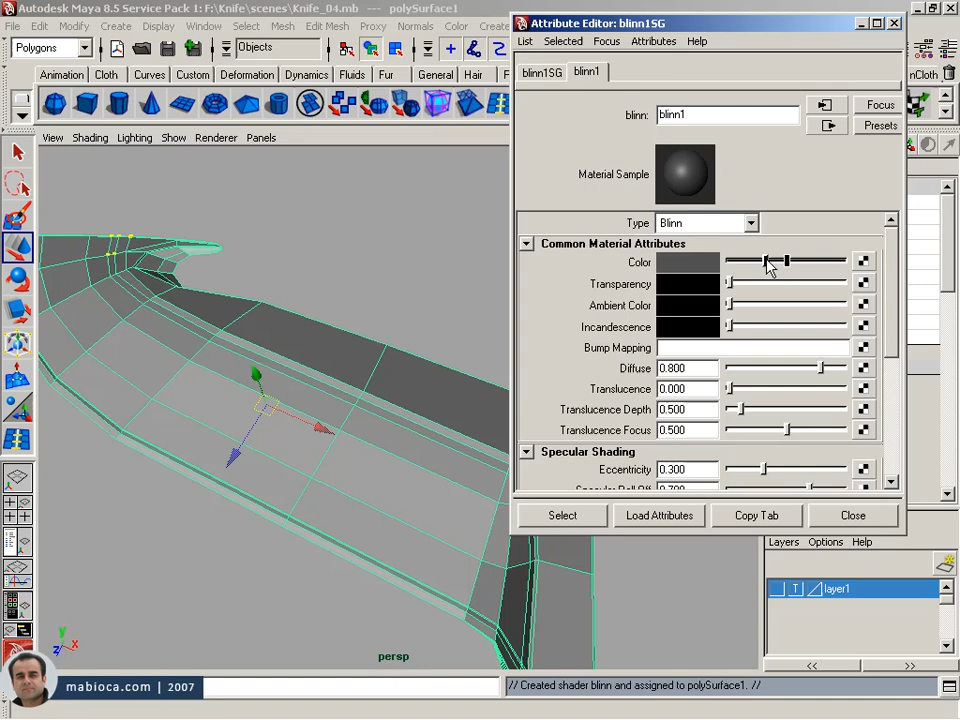 Autodesk Maya 8.5 Service Pack 1: F:\Knife\scenes\Knife_04.mb --- polySurface1
File Edit Modify Create Display Window Select Mesh Edit Mesh Proxy Normals Color Create
Polygons Objects
Animation Cloth Curves Custom Deformation Dynamics Fluids Fur General Hair nCloth
View Shading Lighting Show Renderer Panels
Attribute Editor: blinn1SG
List Selected Focus Attributes Help
blinn1SG blinn1
blinn: blinn1 Focus
Presets
Material Sample
Type Blinn
Common Material Attributes
Color
Transparency
Ambient Color
Incandescence
Bump Mapping
Diffuse 0.800
Translucence 0.000
Translucence Depth 0.500
Translucence Focus 0.500
Specular Shading
Eccentricity 0.300
Specular Roll Off 0.700
Select Load Attributes Copy Tab Close
Layers Options Help
T layer1
<< >>
y x z
persp
mabioca.com | 2007
// Created shader blinn and assigned to polySurface1. //